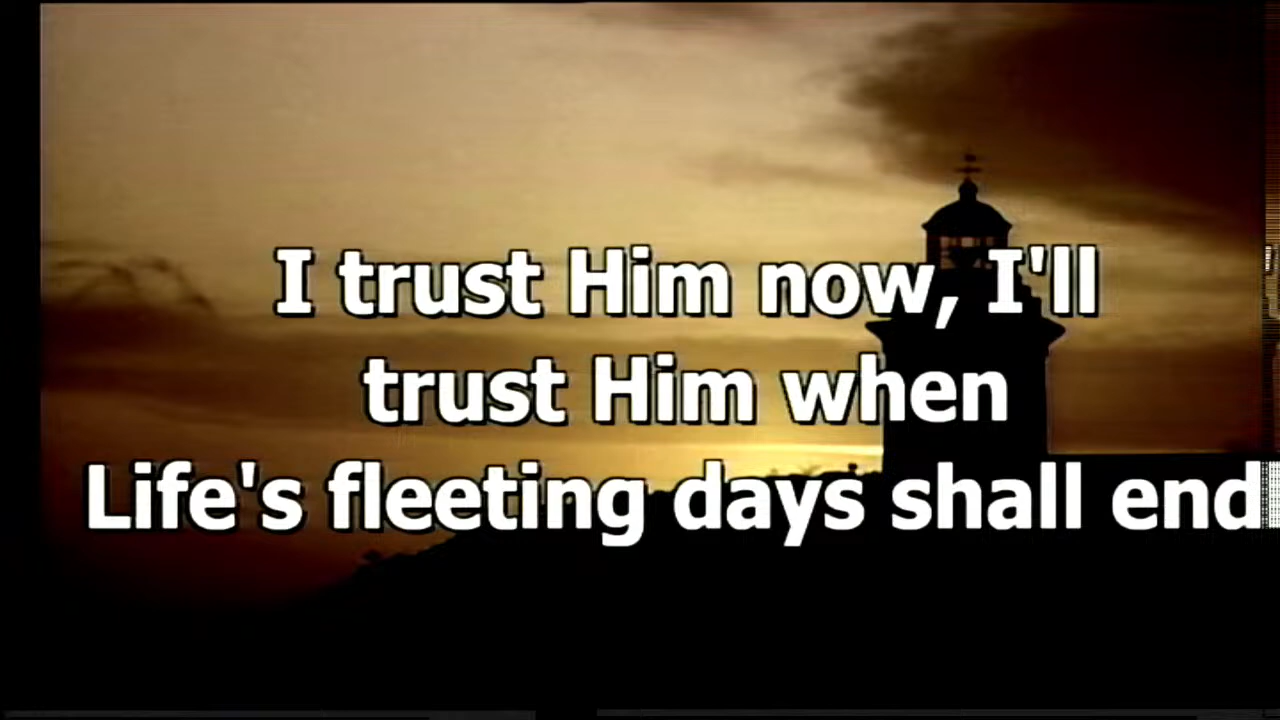 I trust Him now, I'll
trust Him when
Life's fleeting days shall end